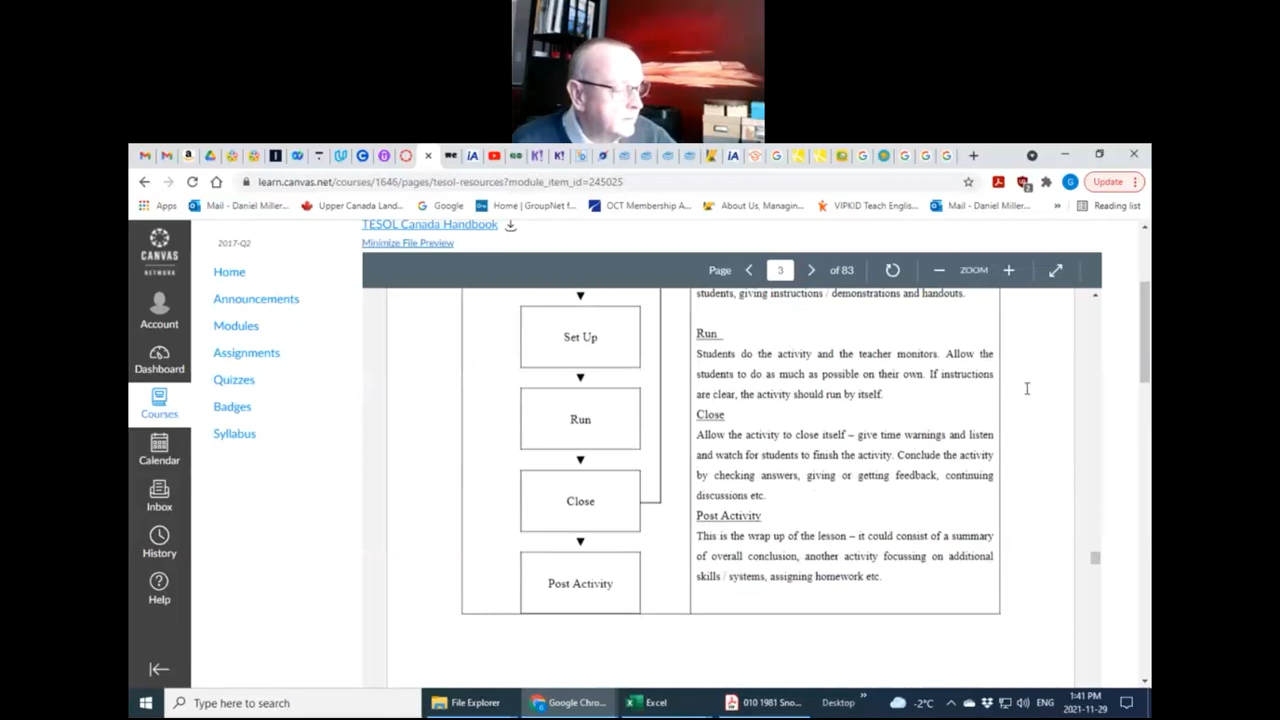 learn.canvas.net/courses/1646/pages/tesol-resources?module_item_id=245025
Update
Apps
Mail - Daniel Miller...
Upper Canada Land...
Google
Home | GroupNet f...
OCT Membership A...
About Us, Managin...
VIPKID Teach Englis...
Mail - Daniel Miller...
»
Reading list
CANVAS
NETWORK
Account
Dashboard
Courses
Calendar
Inbox
History
Help
2017-Q2
Home
Announcements
Modules
Assignments
Quizzes
Badges
Syllabus
TESOL Canada Handbook
Minimize File Preview
Page 3 of 83 ZOOM
Set Up
Run
Close
Post Activity
students, giving instructions / demonstrations and handouts.
Run
Students do the activity and the teacher monitors. Allow the
students to do as much as possible on their own. If instructions
are clear, the activity should run by itself.
Close
Allow the activity to close itself – give time warnings and listen
and watch for students to finish the activity. Conclude the activity
by checking answers, giving or getting feedback, continuing
discussions etc.
Post Activity
This is the wrap up of the lesson – it could consist of a summary
of overall conclusion, another activity focussing on additional
skills / systems, assigning homework etc.
Type here to search
File Explorer
Google Chro...
Excel
010 1981 Sno...
Desktop
-2°C
ENG
1:41 PM
2021-11-29